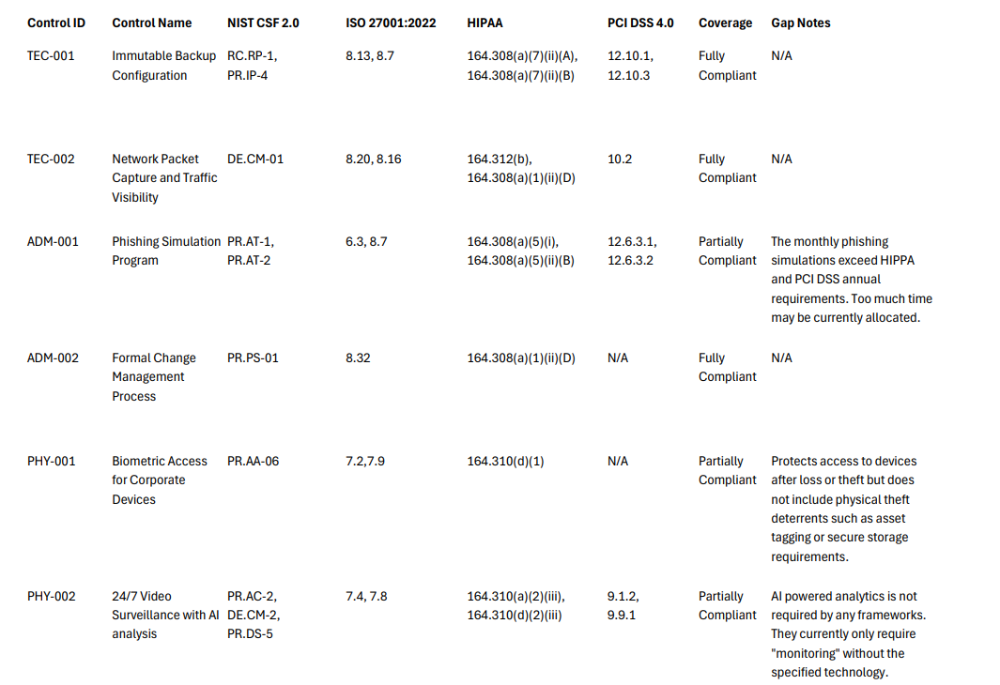 Control ID Control Name NIST CSF 2.0 ISO 27001:2022 HIPAA PCI DSS 4.0 Coverage Gap Notes
TEC-001 Immutable Backup RC.RP-1, 8.13, 8.7 164.308(a)(7)(ii)(A), 12.10.1, Fully N/A
Configuration PR.IP-4 164.308(a)(7)(ii)(B) 12.10.3 Compliant
TEC-002 Network Packet DE.CM-01 8.20, 8.16 164.312(b), 10.2 Fully N/A
Capture and Traffic 164.308(a)(1)(ii)(D) Compliant
Visibility
ADM-001 Phishing Simulation PR.AT-1, 6.3, 8.7 164.308(a)(5)(i), 12.6.3.1, Partially The monthly phishing
Program PR.AT-2 164.308(a)(5)(ii)(B) 12.6.3.2 Compliant simulations exceed HIPPA
and PCI DSS annual
requirements. Too much time
may be currently allocated.
ADM-002 Formal Change PR.PS-01 8.32 164.308(a)(1)(ii)(D) N/A Fully N/A
Management Compliant
Process
PHY-001 Biometric Access PR.AA-06 7.2,7.9 164.310(d)(1) N/A Partially Protects access to devices
for Corporate Compliant after loss or theft but does
Devices not include physical theft
deterrents such as asset
tagging or secure storage
requirements.
PHY-002 24/7 Video PR.AC-2, 7.4, 7.8 164.310(a)(2)(iii), 9.1.2, Partially AI powered analytics is not
Surveillance with AI DE.CM-2, 164.310(d)(2)(iii) 9.9.1 Compliant required by any frameworks.
analysis PR.DS-5 They currently only require
"monitoring" without the
specified technology.